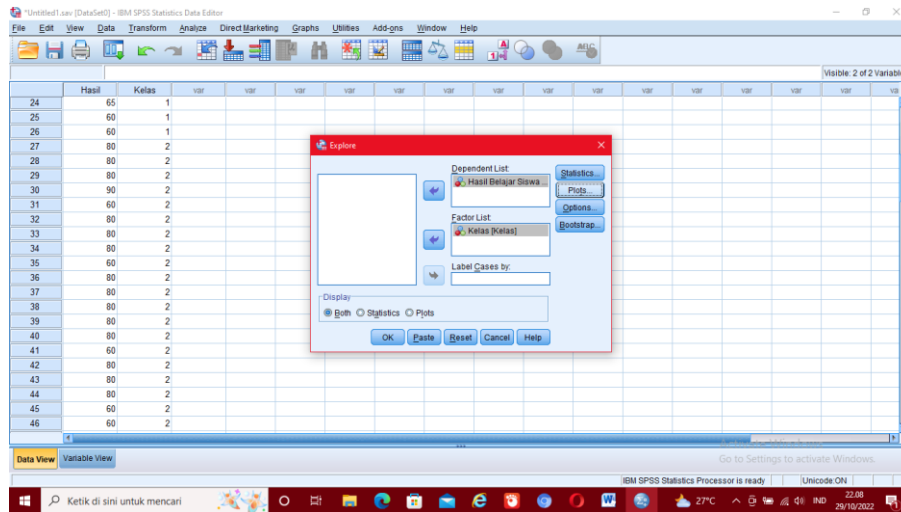 *Untitled1.sav [DataSet0] - IBM SPSS Statistics Data Editor
File Edit View Data Transform Analyze Direct Marketing Graphs Utilities Add-ons Window Help
Visible: 2 of 2 Variabl
Hasil Kelas var var var var var var var var var var var var var va
24 65 1
25 60 1
26 60 1
27 80 2
28 80 2
29 80 2
30 90 2
31 60 2
32 80 2
33 80 2
34 80 2
35 60 2
36 80 2
37 80 2
38 80 2
39 80 2
40 80 2
41 60 2
42 80 2
43 80 2
44 80 2
45 60 2
46 60 2
Explore
Dependent List:
Hasil Belajar Siswa ...
Factor List:
Kelas [Kelas]
Label Cases by:
Statistics...
Plots...
Options...
Bootstrap...
Display
Both Statistics Plots
OK Paste Reset Cancel Help
Data View Variable View
Activate Windows
Go to Settings to activate Windows.
IBM SPSS Statistics Processor is ready Unicode:ON
Ketik di sini untuk mencari
27°C IND 22.08
29/10/2022